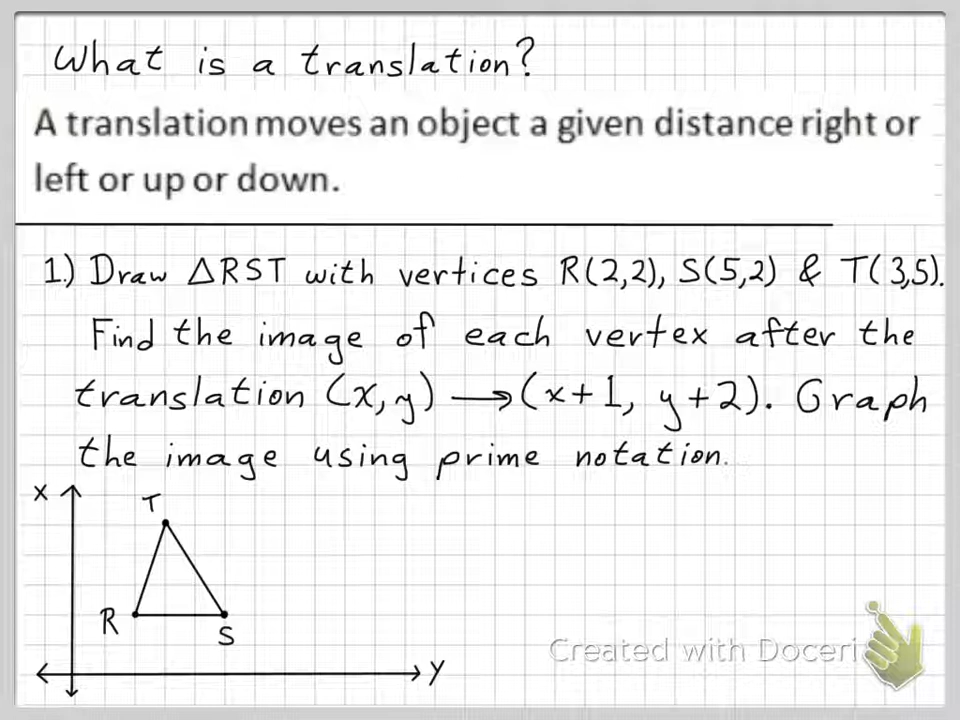 What is a translation?
A translation moves an object a given distance right or
left or up or down.
1.) Draw △RST with vertices R(2,2), S(5,2) & T(3,5).
Find the image of each vertex after the
translation (x,y) ⟶ (x+1, y+2). Graph
the image using prime notation.
X
T
R
S
Y
Created with Doceri